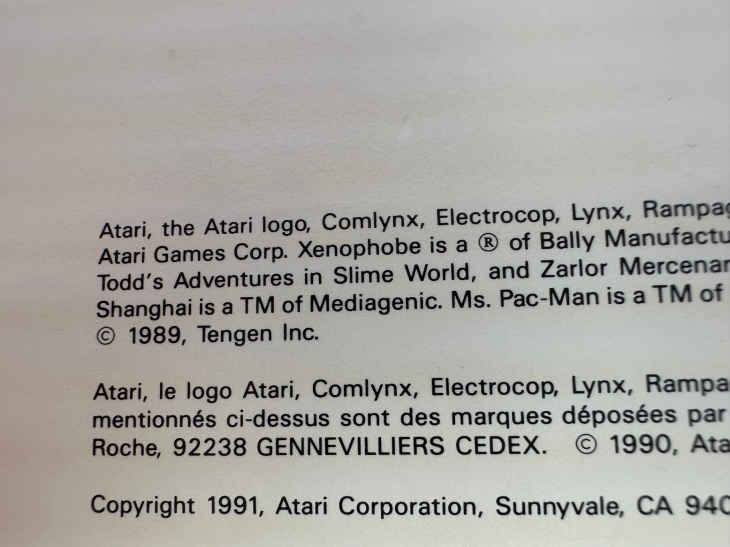 Atari, the Atari logo, Comlynx, Electrocop, Lynx,
Atari Games Corp. Xenophobe is a ® of Bally
Todd's Adventures in Slime World, and Zarlor
Shanghai is a TM of Mediagenic. Ms. Pac-Man is a TM of
© 1989, Tengen Inc.
Atari, le logo Atari, Comlynx, Electrocop, Lynx,
mentionnés ci-dessus sont des marques déposées par
Roche, 92238 GENNEVILLIERS CEDEX. © 1990,
Copyright 1991, Atari Corporation, Sunnyvale, CA